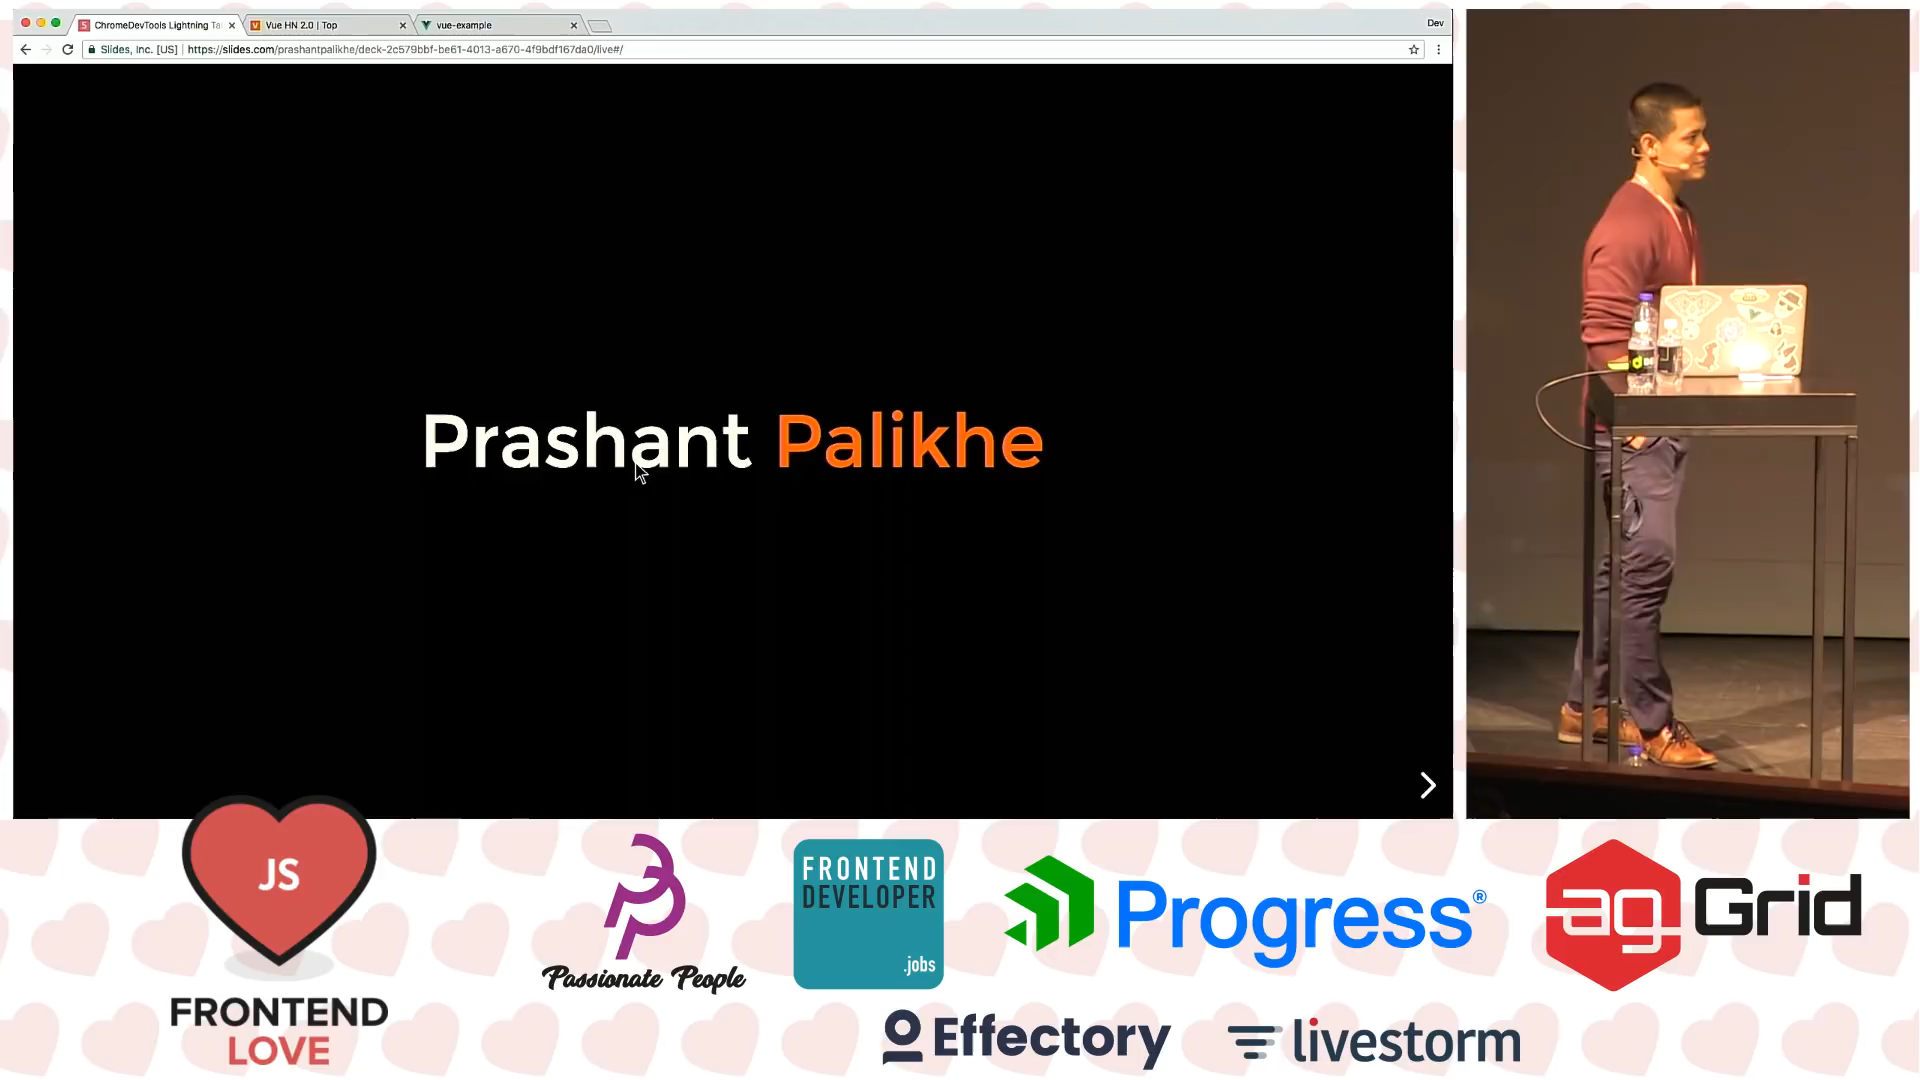 ChromeDevTools Lightning Ta
Vue HN 2.0 | Top
vue-example
Dev
Slides, Inc. [US]
https://slides.com/prashantpalikhe/deck-2c579bbf-be61-4013-a670-4f9bdf167da0/live#/
Prashant Palikhe
JS
FRONTEND
LOVE
Passionate People
FRONTEND
DEVELOPER
.jobs
Progress®
ag Grid
Effectory
livestorm